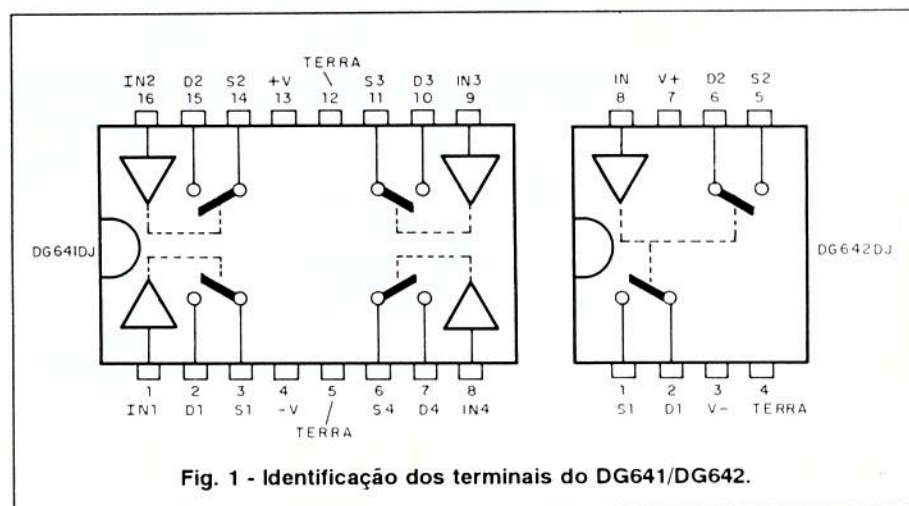 TERRA
IN2 D2 S2 +V S3 D3 IN3
16 15 14 13 12 11 10 9
IN V+ D2 S2
8 7 6 5
DG641DJ
DG642DJ
1 2 3 4 5 6 7 8
IN1 D1 S1 -V S4 D4 IN4
TERRA
1 2 3 4
S1 D1 V- TERRA
Fig. 1 - Identificação dos terminais do DG641/DG642.